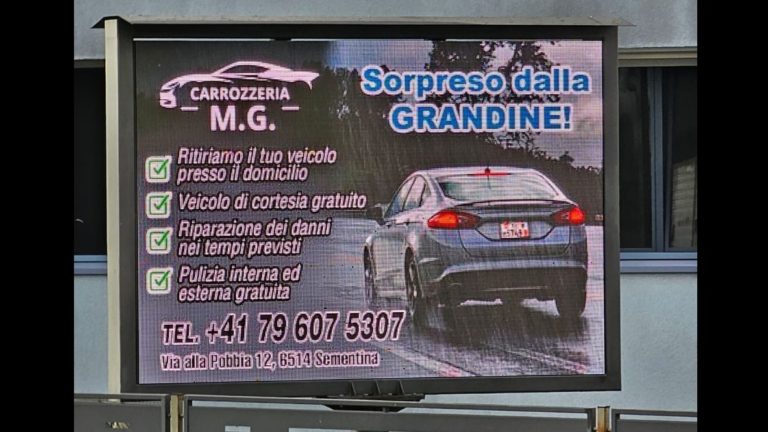 CARROZZERIA
M.G.
Sorpreso dalla
GRANDINE!
Ritiriamo il tuo veicolo
presso il domicilio
Veicolo di cortesia gratuito
Riparazione dei danni
nei tempi previsti
Pulizia interna ed
esterna gratuita
TEL. +41 79 607 5307
Via alla Pobbia 12, 6514 Sementina